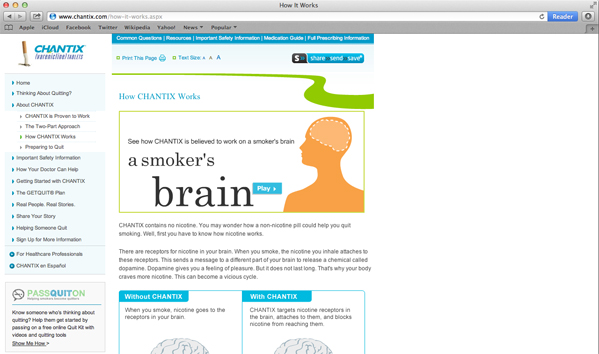 How It Works
www.chantix.com/how-it-works.aspx
Reader
Apple iCloud Facebook Twitter Wikipedia Yahoo News Popular
CHANTIX
(varenicline) TABLETS
Common Questions | Resources | Important Safety Information | Medication Guide | Full Prescribing Information
Print This Page
Text Size: A A A
S share send save
Home
Thinking About Quitting?
About CHANTIX
CHANTIX is Proven to Work
The Two-Part Approach
How CHANTIX Works
Preparing to Quit
Important Safety Information
How Your Doctor Can Help
Getting Started with CHANTIX
The GETQUIT® Plan
Real People. Real Stories.
Share Your Story
Helping Someone Quit
Sign Up for More Information
For Healthcare Professionals
CHANTIX en Español
PASSQUITON
Helping smokers become quitters
Know someone who's thinking about
quitting? Help them get started by
passing on a free online Quit Kit with
videos and quitting tools.
Show Me How >
How CHANTIX Works
See how CHANTIX is believed to work on a smoker's brain
a smoker's
brain
Play
CHANTIX contains no nicotine. You may wonder how a non-nicotine pill could help you quit
smoking. Well, first you have to know how nicotine works.
There are receptors for nicotine in your brain. When you smoke, the nicotine you inhale attaches to
these receptors. This sends a message to a different part of your brain to release a chemical called
dopamine. Dopamine gives you a feeling of pleasure. But it does not last long. That's why your body
craves more nicotine. This can become a vicious cycle.
Without CHANTIX
When you smoke, nicotine goes to the
receptors in your brain.
With CHANTIX
CHANTIX targets nicotine receptors in
the brain, attaches to them, and blocks
nicotine from reaching them.